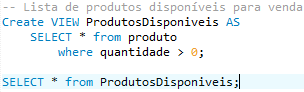 -- Lista de produtos disponíveis para venda
Create VIEW ProdutosDisponiveis AS
SELECT * from produto
where quantidade > 0;
SELECT * from ProdutosDisponiveis;